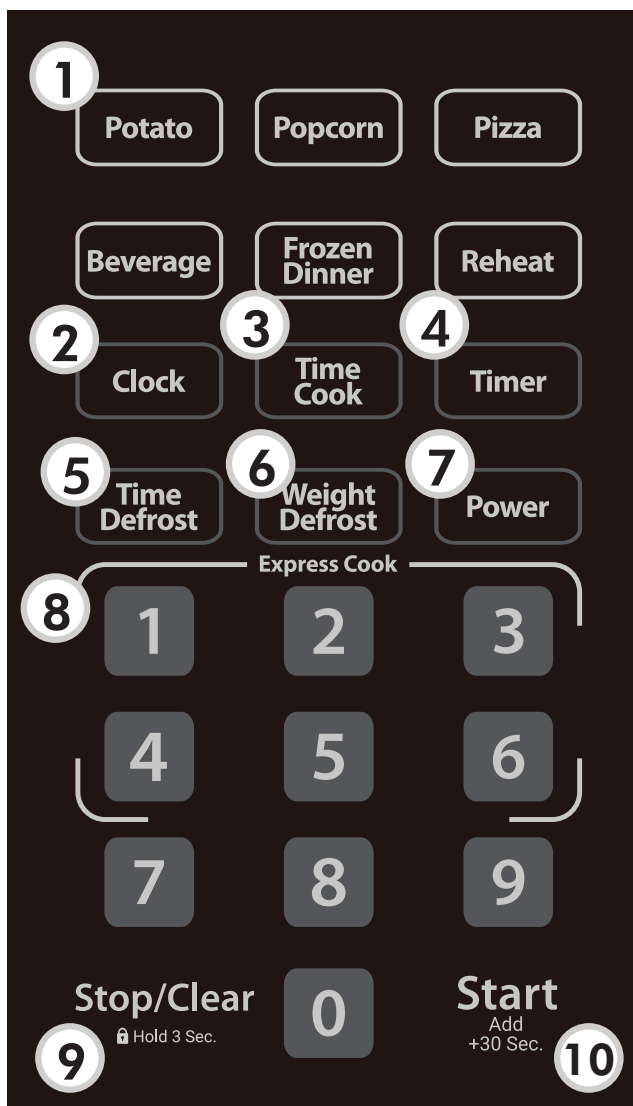 1
Potato
Popcorn
Pizza
Beverage
Frozen
Dinner
Reheat
2
3
4
Clock
Time
Cook
Timer
5
6
7
Time
Defrost
Weight
Defrost
Power
Express Cook
8
1
2
3
4
5
6
7
8
9
Stop/Clear
Hold 3 Sec.
0
Start
Add
+30 Sec.
9
10